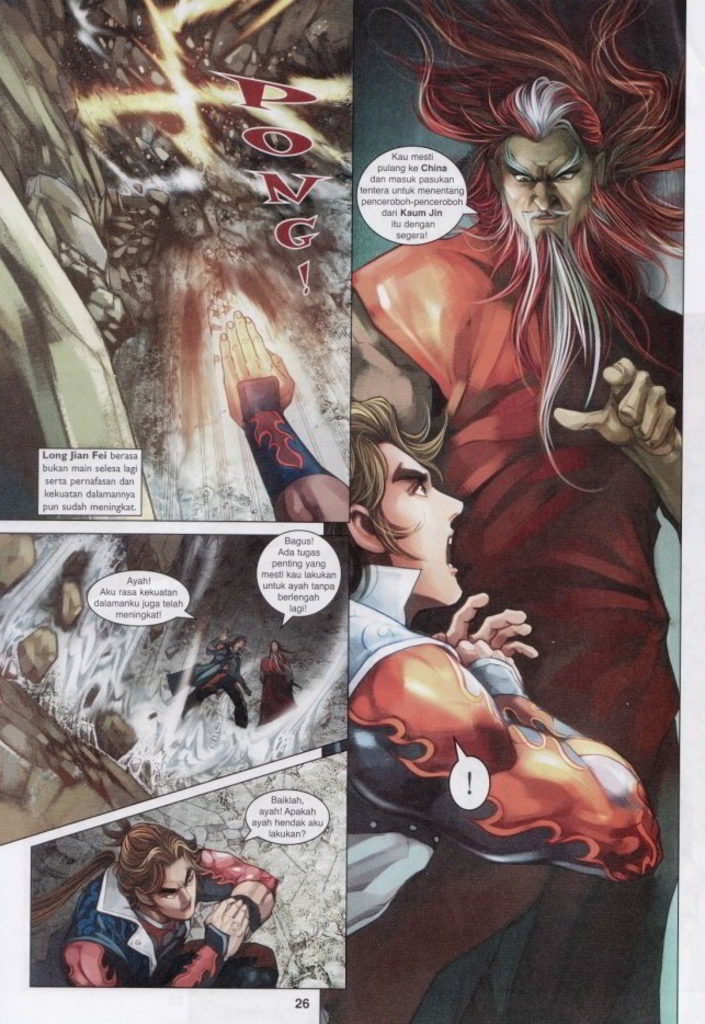 PONG!
Long Jian Fei berasa
bukan main selesa lagi
serta pernafasan dan
kekuatan dalamannya
pun sudah meningkat.
Ayah!
Aku rasa kekuatan
dalamanku juga telah
meningkat!
Bagus!
Ada tugas
penting yang
mesti kau lakukan
untuk ayah tanpa
berlengah
lagi!
Baiklah,
ayah! Apakah
ayah hendak aku
lakukan?
Kau mesti
pulang ke China
dan masuk pasukan
tentera untuk menentang
penceroboh-penceroboh
dari Kaum Jin
itu dengan
segera!
!
26